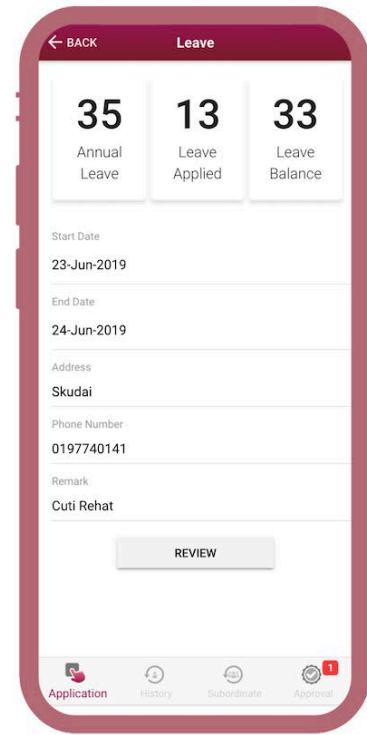 ← BACK
Leave
35
Annual
Leave
13
Leave
Applied
33
Leave
Balance
Start Date
23-Jun-2019
End Date
24-Jun-2019
Address
Skudai
Phone Number
0197740141
Remark
Cuti Rehat
REVIEW
1
Application
History
Subordinate
Approval